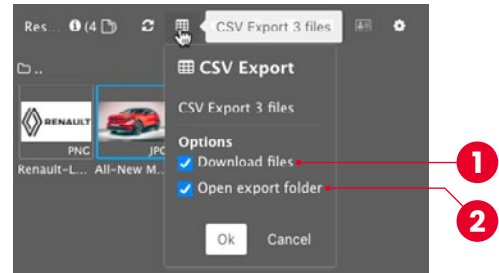 Res... (4 ) CSV Export 3 files
..
CSV Export
CSV Export 3 files
RENAULT
PNG JPG
Renault-L... All-New M...
Options
Download files
1
Open export folder
2
Ok Cancel